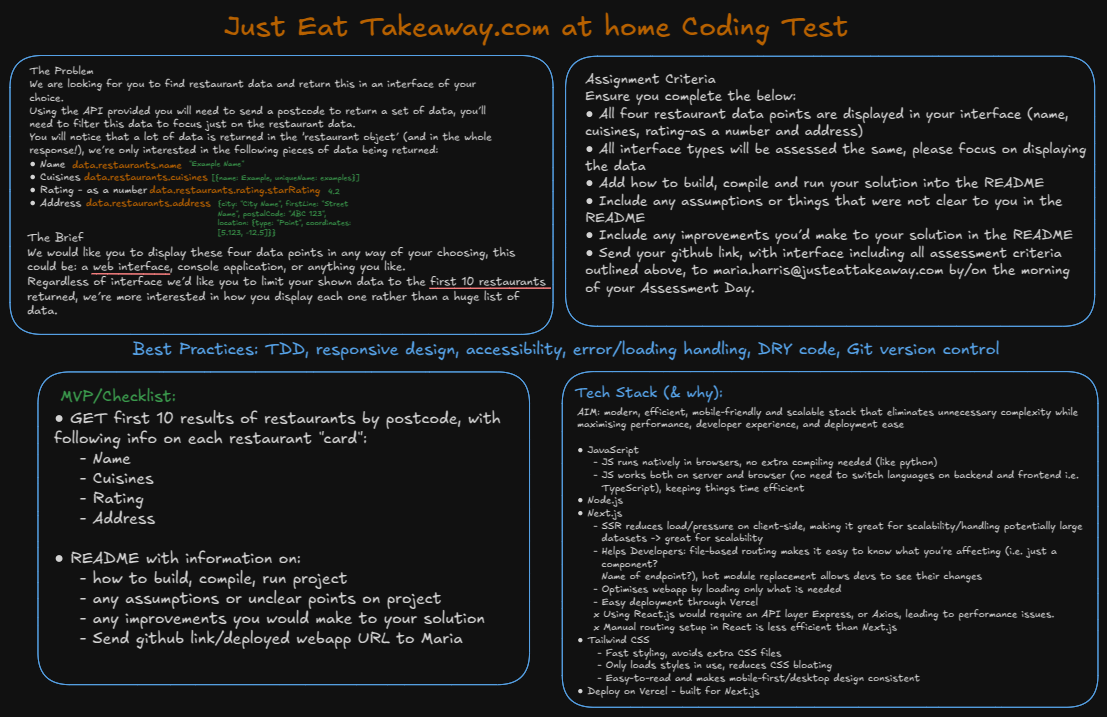 Just Eat Takeaway.com at home Coding Test
The Problem
We are looking for you to find restaurant data and return this in an interface of your
choice.
Using the API provided you will need to send a postcode to return a set of data, you'll
need to filter this data to focus just on the restaurant data.
You will notice that a lot of data is returned in the 'restaurant object' (and in the whole
response!), we're only interested in the following pieces of data being returned:
● Name data.restaurants.name "Example Name"
● Cuisines data.restaurants.cuisines [{name: Example, uniqueName: examples}]
● Rating - as a number data.restaurants.rating.starRating 4.2
● Address data.restaurants.address {city: "City Name", firstLine: "Street
Name", postalCode: "ABC 123",
location: {type: "Point", coordinates:
[5.123, -12.5]}}
The Brief
We would like you to display these four data points in any way of your choosing, this
could be: a web interface, console application, or anything you like.
Regardless of interface we'd like you to limit your shown data to the first 10 restaurants
returned, we're more interested in how you display each one rather than a huge list of
data.
Assignment Criteria
Ensure you complete the below:
● All four restaurant data points are displayed in your interface (name,
cuisines, rating-as a number and address)
● All interface types will be assessed the same, please focus on displaying
the data
● Add how to build, compile and run your solution into the README
● Include any assumptions or things that were not clear to you in the
README
● Include any improvements you'd make to your solution in the README
● Send your github link, with interface including all assessment criteria
outlined above, to maria.harris@justeattakeaway.com by/on the morning
of your Assessment Day.
Best Practices: TDD, responsive design, accessibility, error/loading handling, DRY code, Git version control
MVP/Checklist:
● GET first 10 results of restaurants by postcode, with
following info on each restaurant "card":
- Name
- Cuisines
- Rating
- Address
● README with information on:
- how to build, compile, run project
- any assumptions or unclear points on project
- any improvements you would make to your solution
- Send github link/deployed webapp URL to Maria
Tech Stack (& why):
AIM: modern, efficient, mobile-friendly and scalable stack that eliminates unnecessary complexity while
maximising performance, developer experience, and deployment ease
● JavaScript
- JS runs natively in browsers, no extra compiling needed (like python)
- JS works both on server and browser (no need to switch languages on backend and frontend i.e.
TypeScript), keeping things time efficient
● Node.js
● Next.js
- SSR reduces load/pressure on client-side, making it great for scalability/handling potentially large
datasets -> great for scalability
- Helps Developers: file-based routing makes it easy to know what you're affecting (i.e. just a
component?
Name of endpoint?), hot module replacement allows devs to see their changes
- Optimises webapp by loading only what is needed
- Easy deployment through Vercel
x Using React.js would require an API layer Express, or Axios, leading to performance issues.
x Manual routing setup in React is less efficient than Next.js
● Tailwind CSS
- Fast styling, avoids extra CSS files
- Only loads styles in use, reduces CSS bloating
- Easy-to-read and makes mobile-first/desktop design consistent
● Deploy on Vercel - built for Next.js